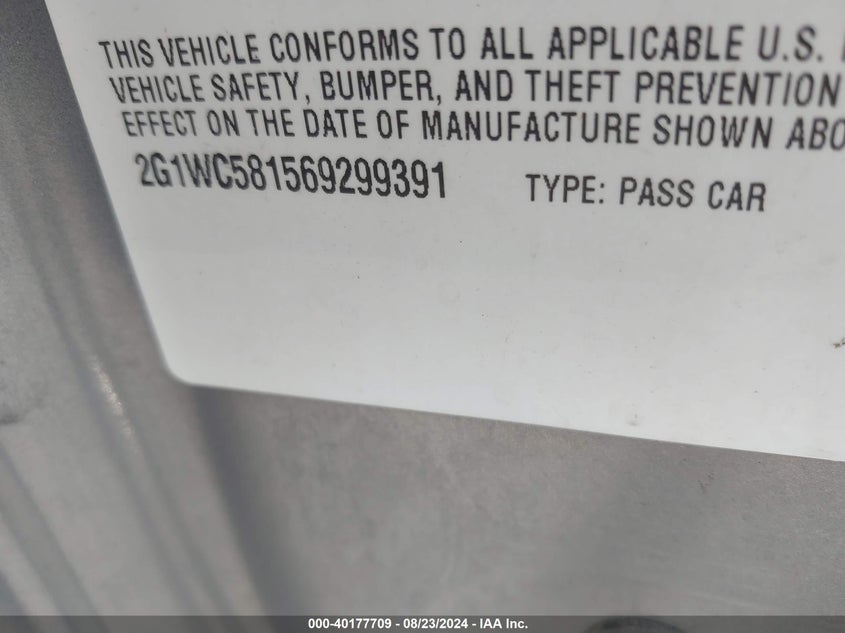 THIS VEHICLE CONFORMS TO ALL APPLICABLE U.S.
VEHICLE SAFETY, BUMPER, AND THEFT PREVENTION
EFFECT ON THE DATE OF MANUFACTURE SHOWN ABO
2G1WC581569299391 TYPE: PASS CAR
000-40177709 - 08/23/2024 - IAA Inc.